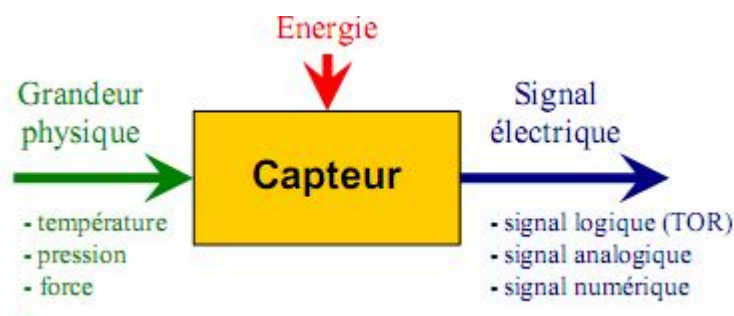 Energie
Grandeur
physique
Signal
électrique
Capteur
- température
- pression
- force
- signal logique (TOR)
- signal analogique
- signal numérique